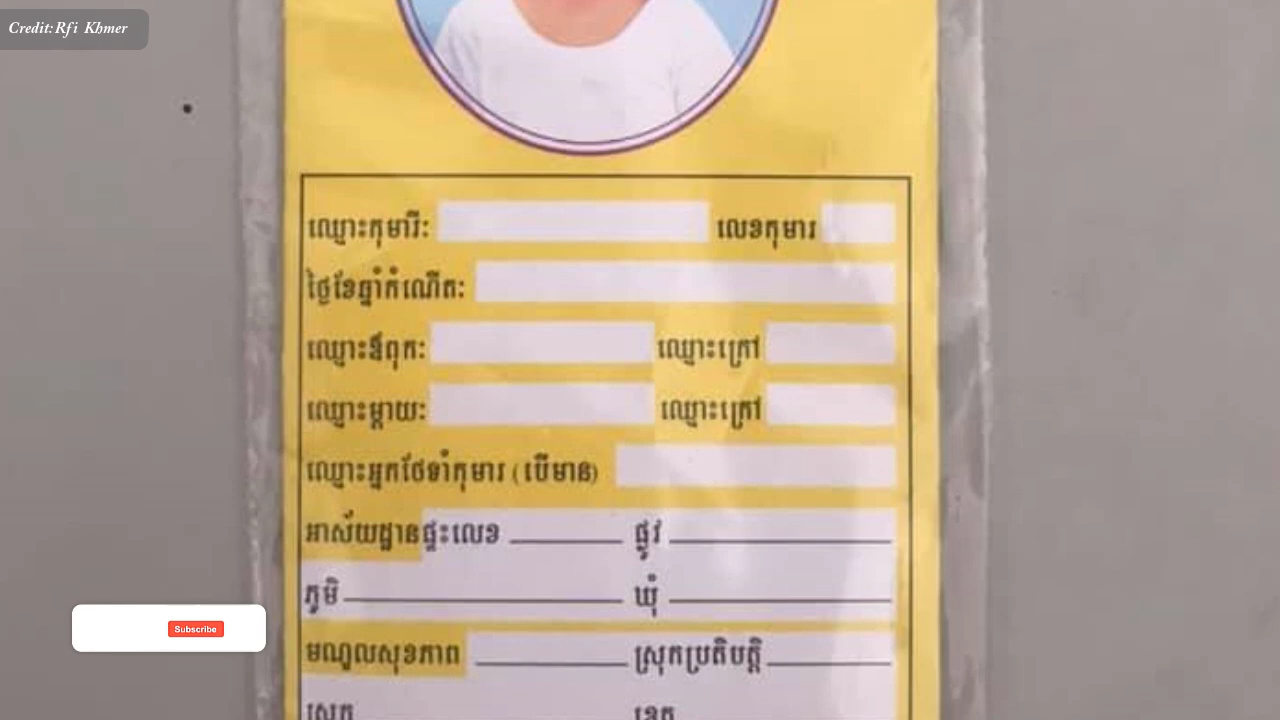 Credit:Rfi Khmer
ឈ្មោះកុមារី: លេខកុមារ
ថ្ងៃខែឆ្នាំកំណើត:
ឈ្មោះឪពុក: ឈ្មោះក្រៅ
ឈ្មោះម្តាយ: ឈ្មោះក្រៅ
ឈ្មោះអ្នកថែទាំកុមារ (បើមាន)
អាស័យដ្ឋានផ្ទះលេខ ផ្លូវ
ភូមិ ឃុំ
មណ្ឌលសុខភាព ស្រុកប្រតិបត្តិ
Subscribe